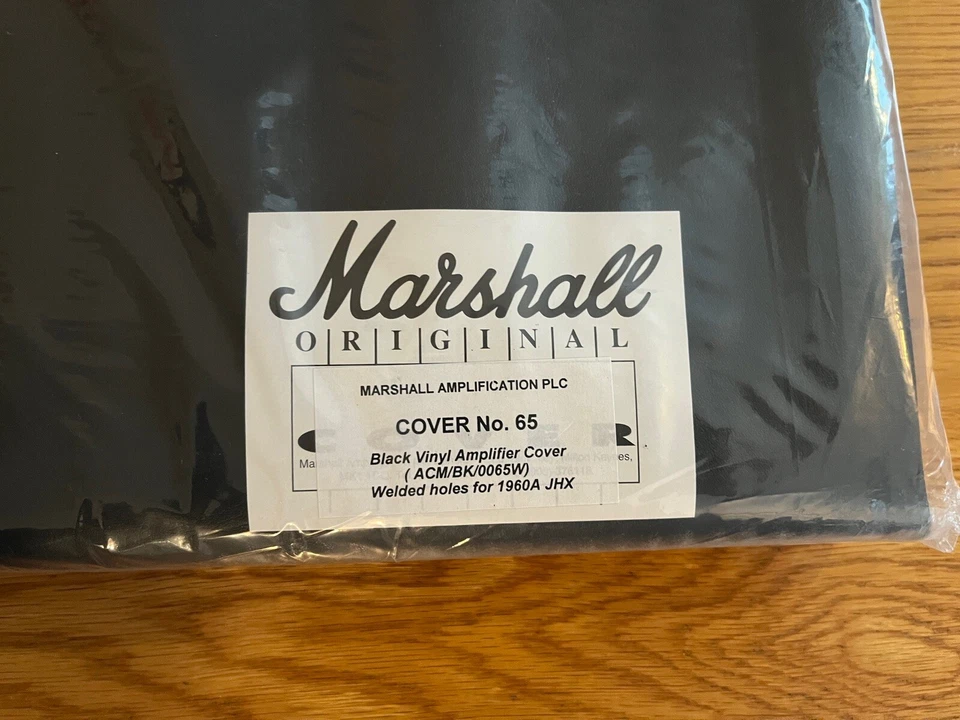 Marshall
ORIGINAL
MARSHALL AMPLIFICATION PLC
COVER No. 65
Black Vinyl Amplifier Cover
( ACM/BK/0065W)
Welded holes for 1960A JHX